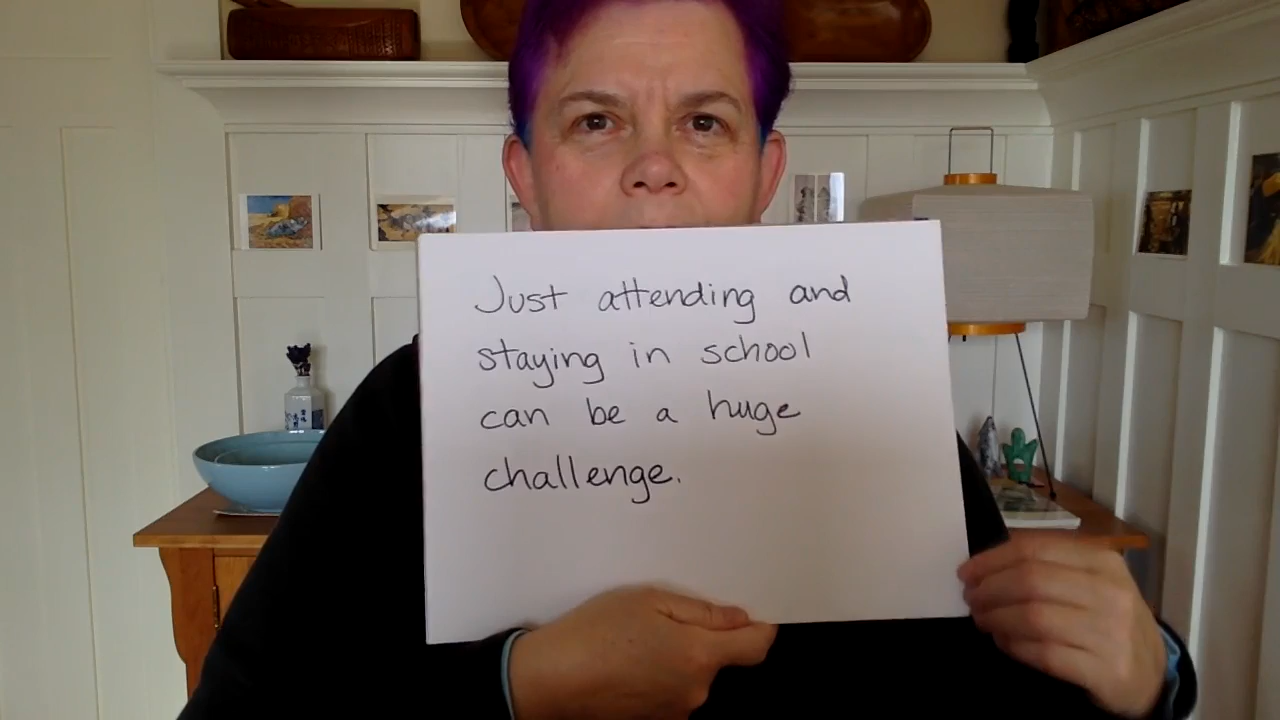 Just attending and
staying in school
can be a huge
challenge.